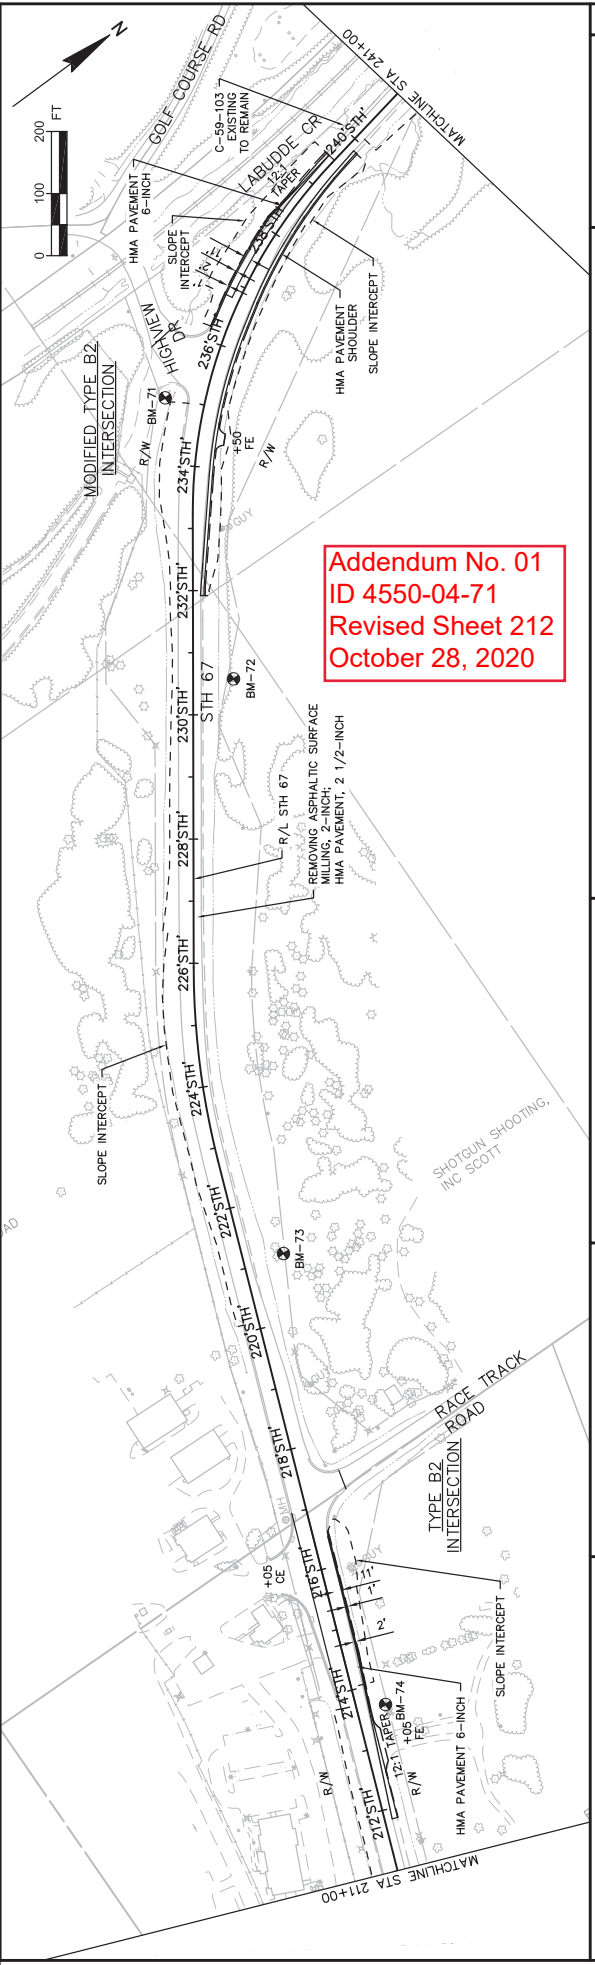 N
GOLF COURSE RD
200
FT
100
0
C-59-103
EXISTING
TO REMAIN
LABUDDE CR
12:1
TAPER
HMA PAVEMENT
6-INCH
SLOPE
INTERCEPT
MATCHLINE STA 241+00
240'STH'
238'STH'
HIGHVIEW
DR
236'STH'
HMA PAVEMENT
SHOULDER
SLOPE INTERCEPT
MODIFIED TYPE B2
INTERSECTION
BM-71
R/W
234'STH'
+50
FE
R/W
GUY
232'STH'
Addendum No. 01
ID 4550-04-71
Revised Sheet 212
October 28, 2020
STH 67
BM-72
230'STH'
R/L STH 67
REMOVING ASPHALTIC SURFACE
MILLING, 2-INCH;
HMA PAVEMENT, 2 1/2-INCH
228'STH'
226'STH'
SLOPE INTERCEPT
224'STH'
SHOTGUN SHOOTING,
INC SCOTT
222'STH'
BM-73
220'STH'
GUY
RACE TRACK
ROAD
218'STH'
TYPE B2
INTERSECTION
+05
CE
216'STH'
GUY
11'
1'
2'
SLOPE INTERCEPT
214'STH'
BM-74
+05
FE
12:1 TAPER
R/W
R/W
HMA PAVEMENT 6-INCH
212'STH'
MATCHLINE STA 211+00